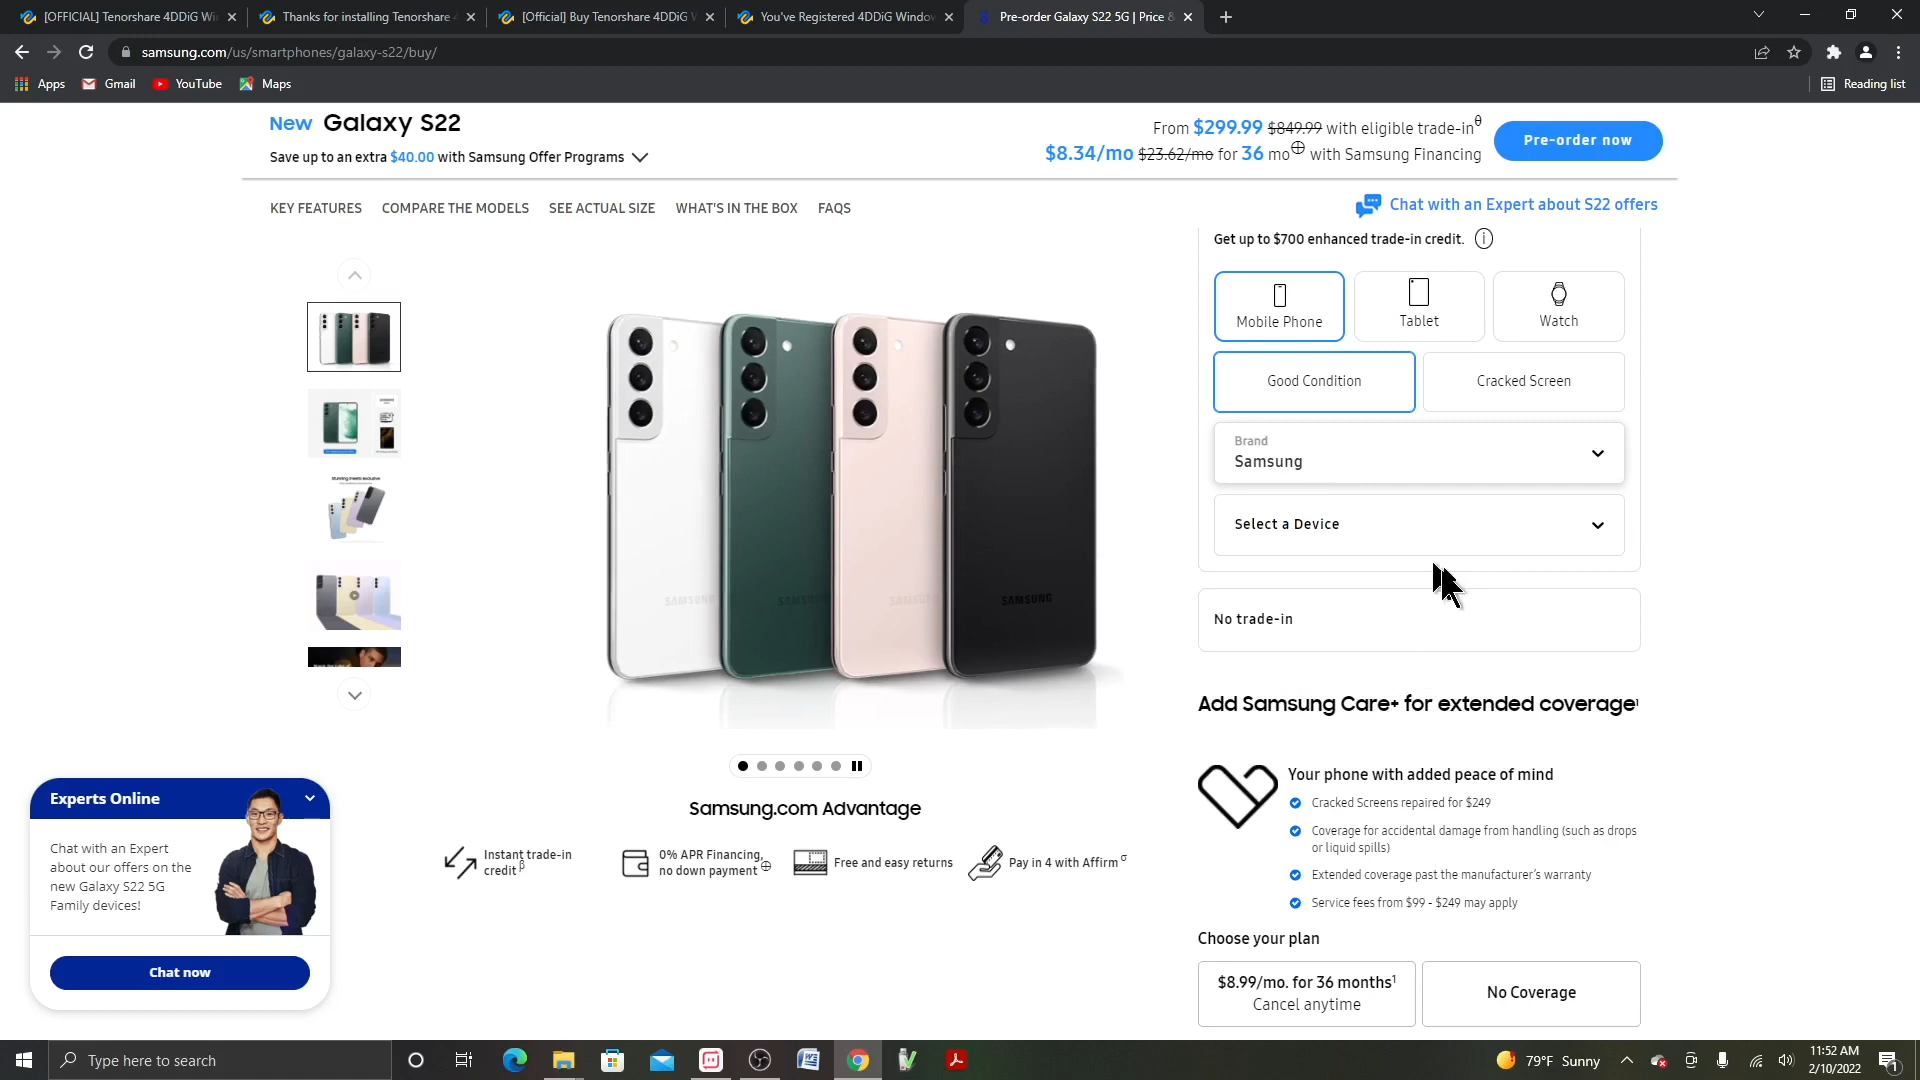 [OFFICIAL] Tenorshare 4DDiG Wi
Thanks for installing Tenorshare 4
[Official] Buy Tenorshare 4DDiG
You've Registered 4DDiG Window
Pre-order Galaxy S22 5G | Price &
samsung.com/us/smartphones/galaxy-s22/buy/
Apps
Gmail
YouTube
Maps
Reading list
New Galaxy S22
Save up to an extra $40.00 with Samsung Offer Programs
From $299.99 $849.99 with eligible trade-inθ
$8.34/mo $23.62/mo for 36 mo⊕ with Samsung Financing
Pre-order now
KEY FEATURES
COMPARE THE MODELS
SEE ACTUAL SIZE
WHAT'S IN THE BOX
FAQS
Chat with an Expert about S22 offers
Get up to $700 enhanced trade-in credit.
Mobile Phone
Tablet
Watch
Good Condition
Cracked Screen
Brand
Samsung
Select a Device
No trade-in
SAMSUNG
SAMSUNG
SAMSUNG
SAMSUNG
Add Samsung Care+ for extended coverage¹
Your phone with added peace of mind
Cracked Screens repaired for $249
Coverage for accidental damage from handling (such as drops
or liquid spills)
Extended coverage past the manufacturer's warranty
Service fees from $99 - $249 may apply
Choose your plan
$8.99/mo. for 36 months¹
Cancel anytime
No Coverage
Samsung.com Advantage
Instant trade-in
creditβ
0% APR Financing,
no down payment⊕
Free and easy returns
Pay in 4 with Affirmσ
Experts Online
Chat with an Expert
about our offers on the
new Galaxy S22 5G
Family devices!
Chat now
Type here to search
79°F Sunny
11:52 AM
2/10/2022
1